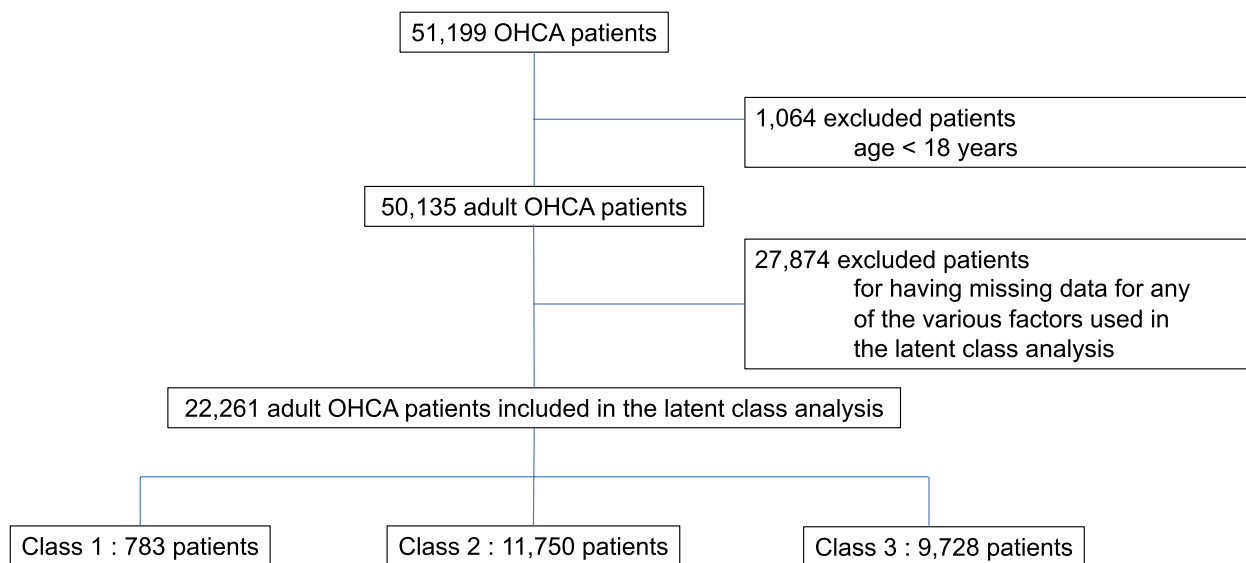 51,199 OHCA patients
1,064 excluded patients
age < 18 years
50,135 adult OHCA patients
27,874 excluded patients
for having missing data for any
of the various factors used in
the latent class analysis
22,261 adult OHCA patients included in the latent class analysis
Class 1 : 783 patients
Class 2 : 11,750 patients
Class 3 : 9,728 patients